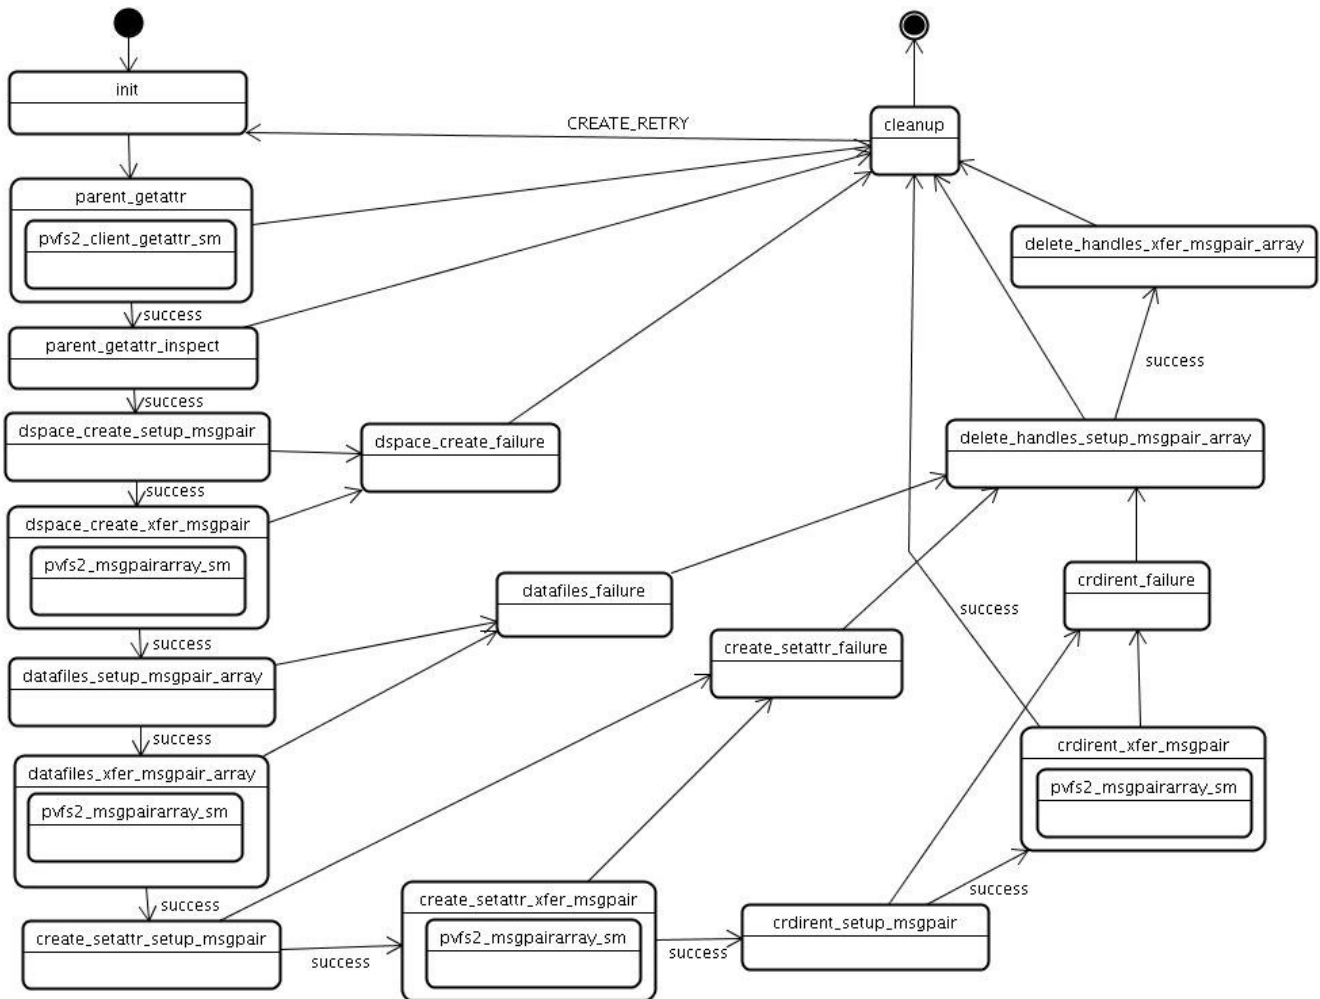 init
CREATE_RETRY
cleanup
parent_getattr
pvfs2_client_getattr_sm
delete_handles_xfer_msgpair_array
success
parent_getattr_inspect
success
success
dspace_create_setup_msgpair
dspace_create_failure
delete_handles_setup_msgpair_array
success
dspace_create_xfer_msgpair
pvfs2_msgpairarray_sm
datafiles_failure
crdirent_failure
success
success
create_setattr_failure
datafiles_setup_msgpair_array
success
crdirent_xfer_msgpair
datafiles_xfer_msgpair_array
pvfs2_msgpairarray_sm
pvfs2_msgpairarray_sm
success
success
create_setattr_xfer_msgpair
crdirent_setup_msgpair
create_setattr_setup_msgpair
pvfs2_msgpairarray_sm
success
success